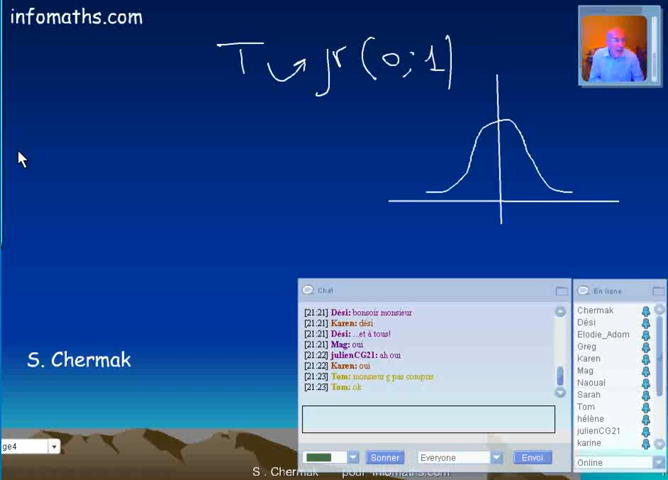 infomaths.com
T ↪ N(0;1)
S. Chermak
Chat
[21:21] Dési: bonsoir monsieur
[21:21] Karen: dési
[21:21] Dési: ...et à tous!
[21:21] Mag: oui
[21:22] julienCG21: ah oui
[21:22] Karen: oui
[21:23] Tom: monsieur g pas compris
[21:23] Tom: ok
Sonner
Everyone
Envoi
En ligne
Chermak
Dési
Elodie_Adom
Greg
Karen
Mag
Naoual
Sarah
Tom
hélène
julienCG21
karine
Online
ge4
S . Chermak pour infomaths.com